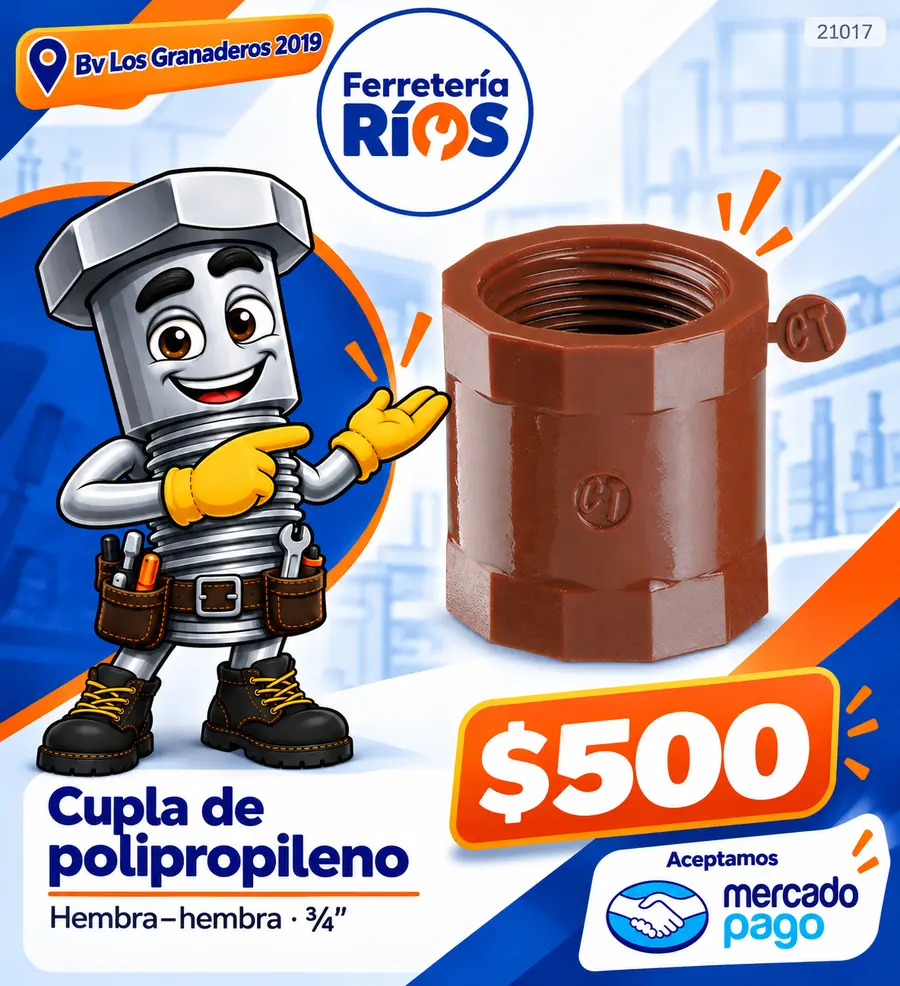 Bv Los Granaderos 2019
Ferretería
Ríos
21017
CT
CT
$500
Cupla de
polipropileno
Hembra–hembra · ¾”
Aceptamos
mercado
pago